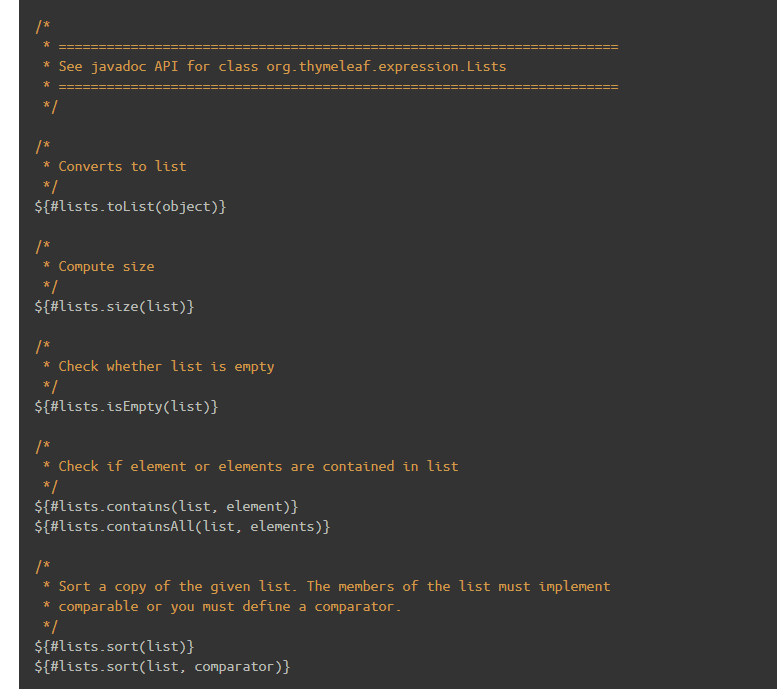 /*
 * ======================================================================
 * See javadoc API for class org.thymeleaf.expression.Lists
 * ======================================================================
 */

/*
 * Converts to list
 */
${#lists.toList(object)}

/*
 * Compute size
 */
${#lists.size(list)}

/*
 * Check whether list is empty
 */
${#lists.isEmpty(list)}

/*
 * Check if element or elements are contained in list
 */
${#lists.contains(list, element)}
${#lists.containsAll(list, elements)}

/*
 * Sort a copy of the given list. The members of the list must implement
 * comparable or you must define a comparator.
 */
${#lists.sort(list)}
${#lists.sort(list, comparator)}